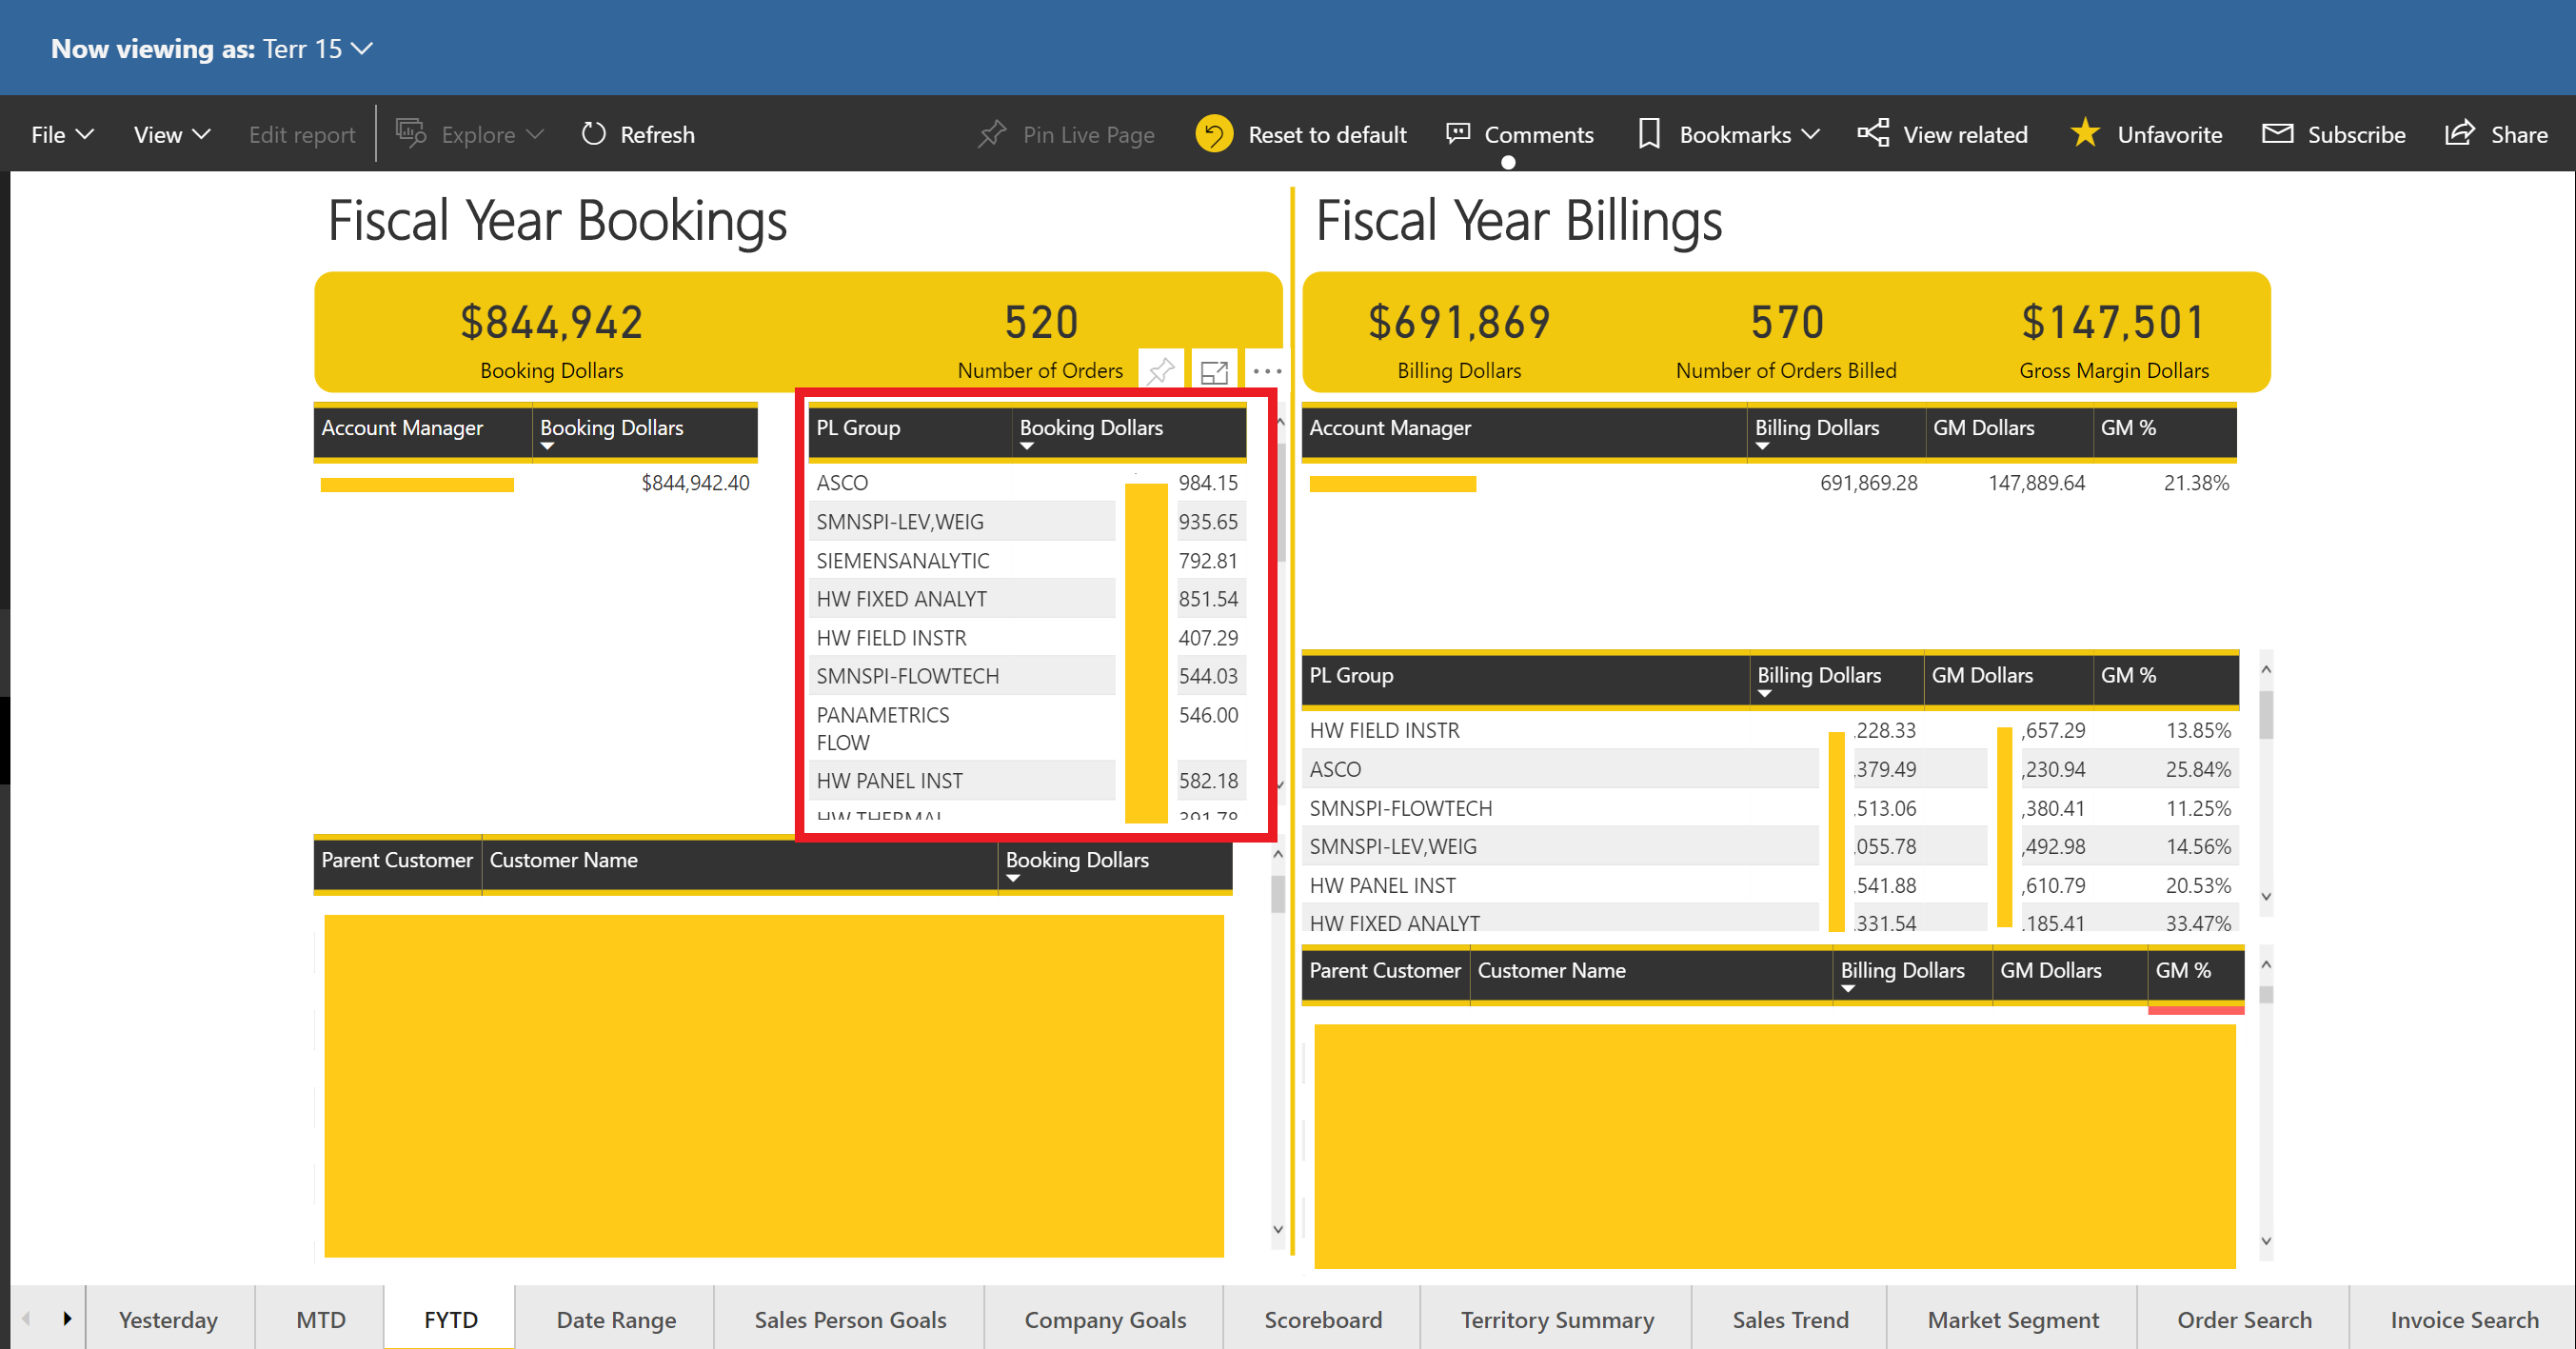 Now viewing as: Terr 15
File View Edit report Explore Refresh Pin Live Page Reset to default Comments Bookmarks View related Unfavorite Subscribe Share
Fiscal Year Bookings
$844,942 520
Booking Dollars Number of Orders
Account Manager Booking Dollars
$844,942.40
PL Group Booking Dollars
ASCO 984.15
SMNSPI-LEV,WEIG 935.65
SIEMENSANALYTIC 792.81
HW FIXED ANALYT 851.54
HW FIELD INSTR 407.29
SMNSPI-FLOWTECH 544.03
PANAMETRICS 546.00
FLOW
HW PANEL INST 582.18
HW THERMAL 391.78
Parent Customer Customer Name Booking Dollars
Fiscal Year Billings
$691,869 570 $147,501
Billing Dollars Number of Orders Billed Gross Margin Dollars
Account Manager Billing Dollars GM Dollars GM %
691,869.28 147,889.64 21.38%
PL Group Billing Dollars GM Dollars GM %
HW FIELD INSTR ,228.33 ,657.29 13.85%
ASCO ,379.49 ,230.94 25.84%
SMNSPI-FLOWTECH ,513.06 ,380.41 11.25%
SMNSPI-LEV,WEIG ,055.78 ,492.98 14.56%
HW PANEL INST ,541.88 ,610.79 20.53%
HW FIXED ANALYT ,331.54 ,185.41 33.47%
Parent Customer Customer Name Billing Dollars GM Dollars GM %
Yesterday MTD FYTD Date Range Sales Person Goals Company Goals Scoreboard Territory Summary Sales Trend Market Segment Order Search Invoice Search